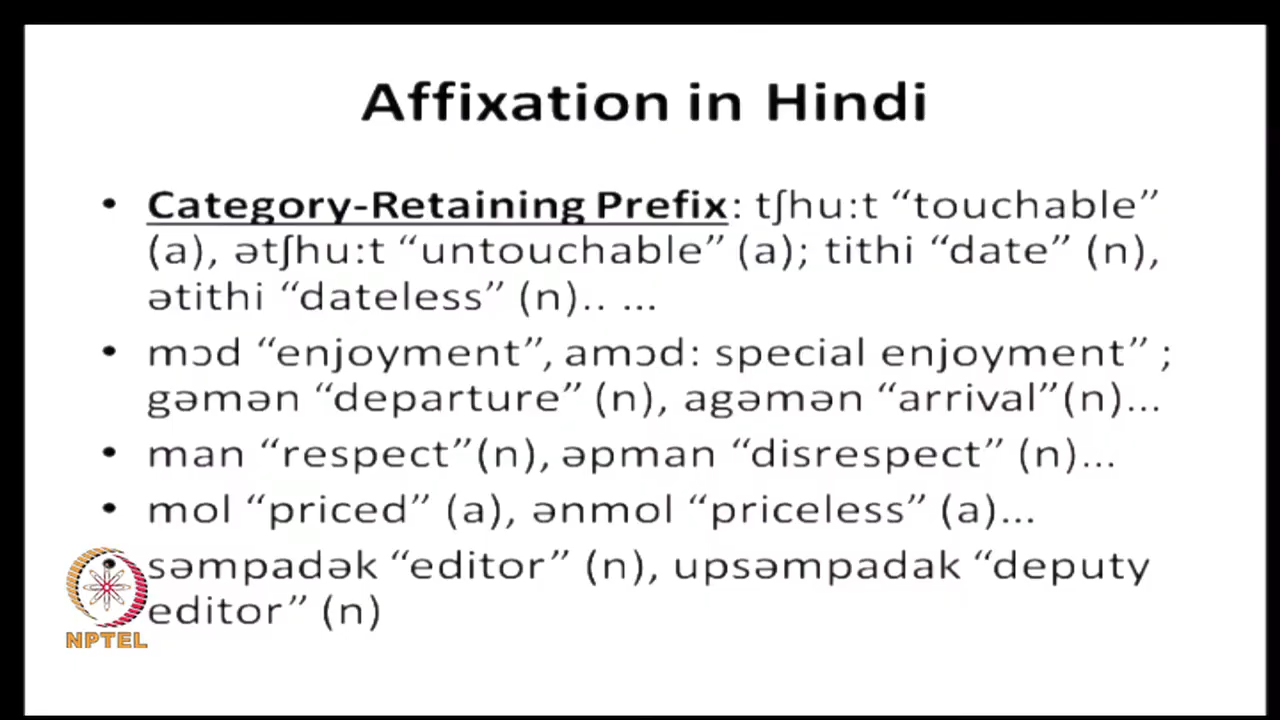 Affixation in Hindi
• Category-Retaining Prefix: tʃhu:t “touchable”
(a), ətʃhu:t “untouchable” (a); tithi “date” (n),
ətithi “dateless” (n).. …
• mɔd “enjoyment”, amɔd: special enjoyment” ;
gəmən “departure” (n), agəmən “arrival”(n)…
• man “respect”(n), əpman “disrespect” (n)…
• mol “priced” (a), ənmol “priceless” (a)…
• səmpadək “editor” (n), upsəmpadak “deputy
editor” (n)
NPTEL